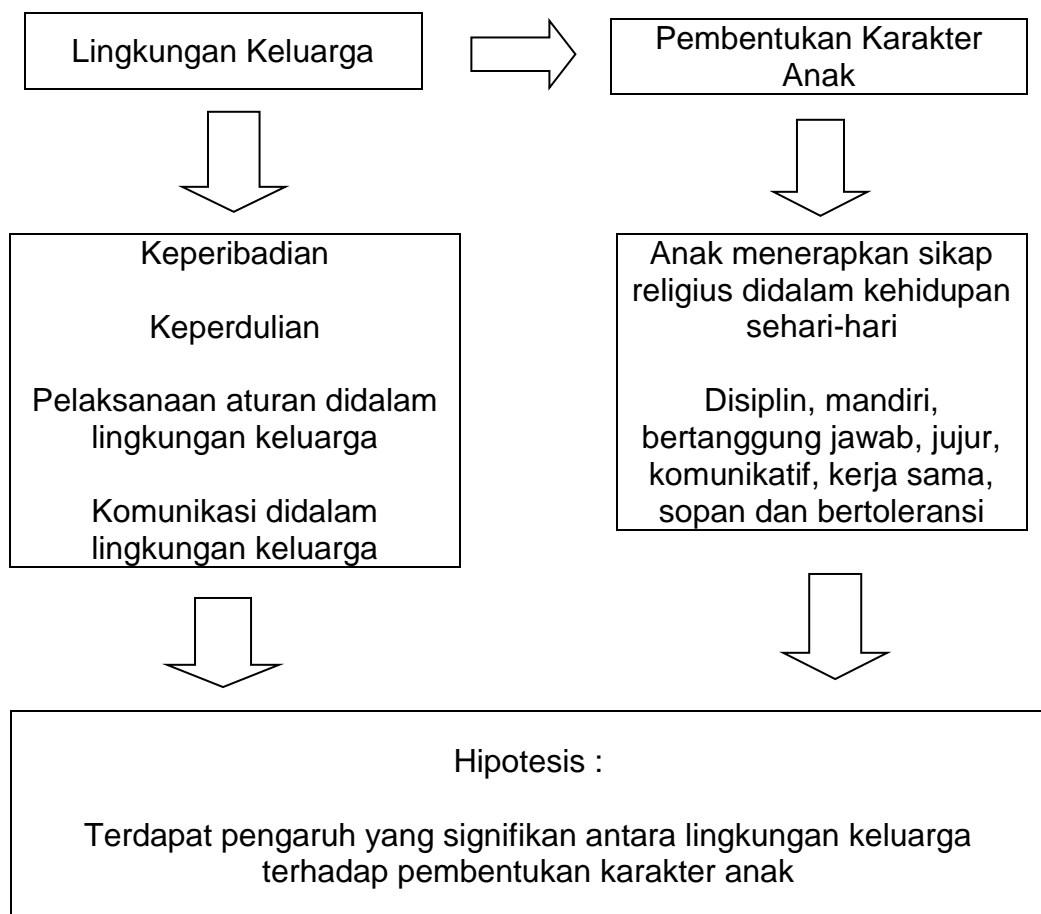 Lingkungan Keluarga
Pembentukan Karakter
Anak
Keperibadian
Keperdulian
Pelaksanaan aturan didalam
lingkungan keluarga
Komunikasi didalam
lingkungan keluarga
Anak menerapkan sikap
religius didalam kehidupan
sehari-hari
Disiplin, mandiri,
bertanggung jawab, jujur,
komunikatif, kerja sama,
sopan dan bertoleransi
Hipotesis :
Terdapat pengaruh yang signifikan antara lingkungan keluarga
terhadap pembentukan karakter anak